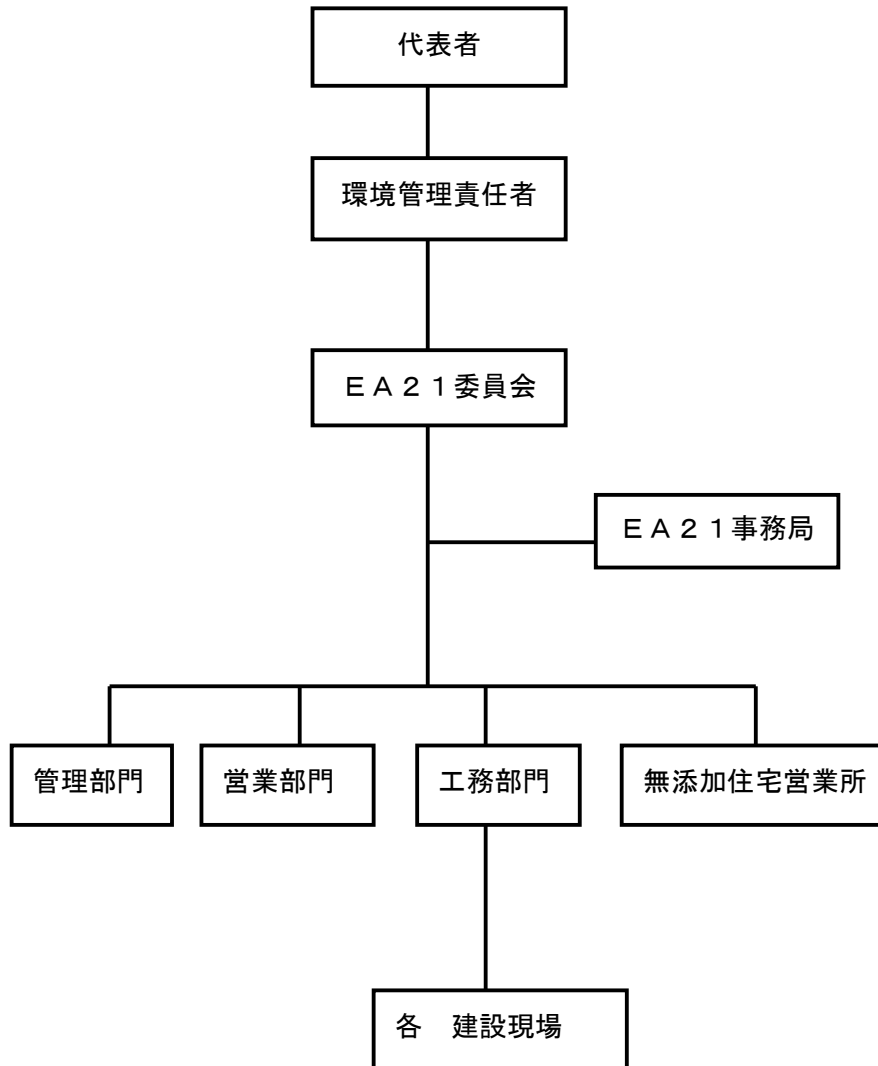 代表者
環境管理責任者
ＥＡ２１委員会
ＥＡ２１事務局
管理部門
営業部門
工務部門
無添加住宅営業所
各　建設現場